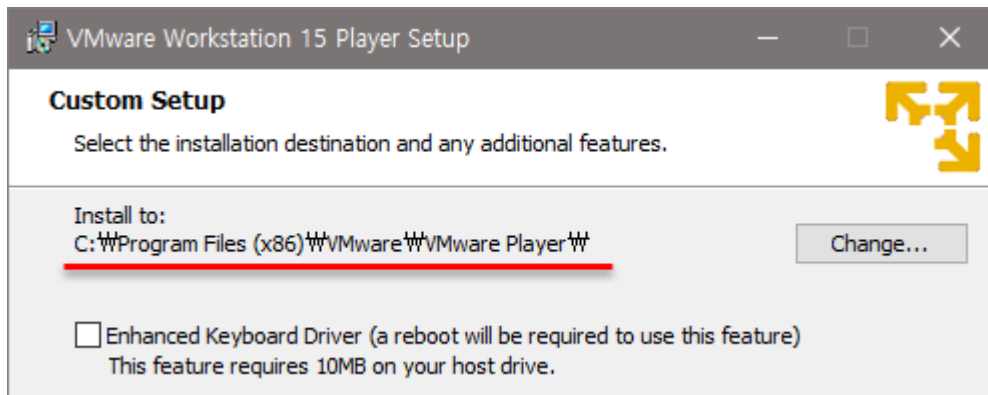 VMware Workstation 15 Player Setup
Custom Setup
Select the installation destination and any additional features.
Install to:
C:₩Program Files (x86)₩VMware₩VMware Player₩
Change...
Enhanced Keyboard Driver (a reboot will be required to use this feature)
This feature requires 10MB on your host drive.